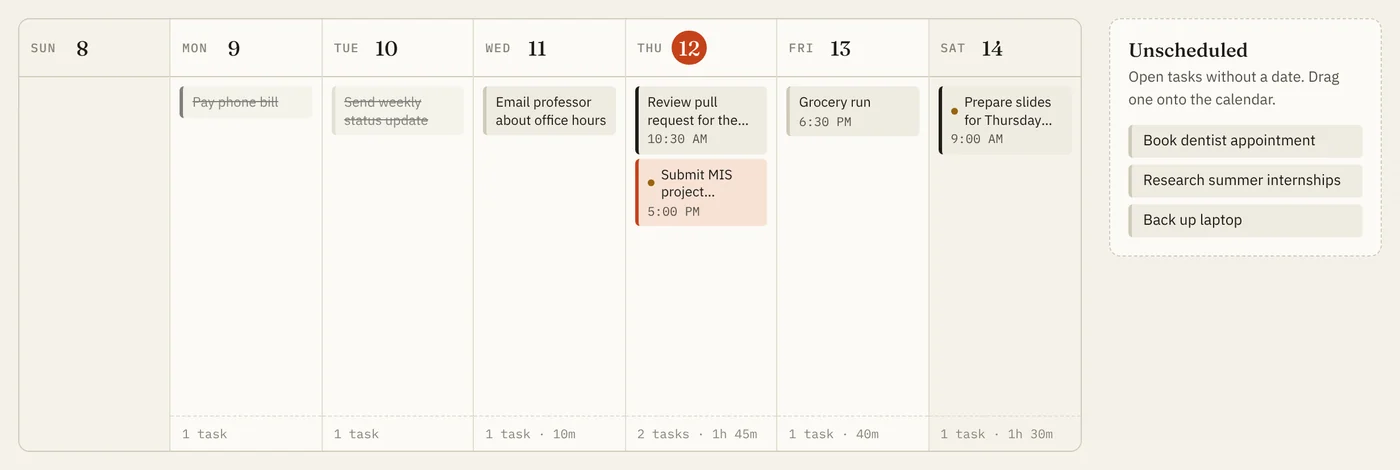 SUN 8
MON 9
TUE 10
WED 11
THU 12
FRI 13
SAT 14
Pay phone bill
Send weekly
status update
Email professor
about office hours
Review pull
request for the...
10:30 AM
Submit MIS
project...
5:00 PM
Grocery run
6:30 PM
Prepare slides
for Thursday...
9:00 AM
1 task
1 task
1 task · 10m
2 tasks · 1h 45m
1 task · 40m
1 task · 1h 30m
Unscheduled
Open tasks without a date. Drag
one onto the calendar.
Book dentist appointment
Research summer internships
Back up laptop